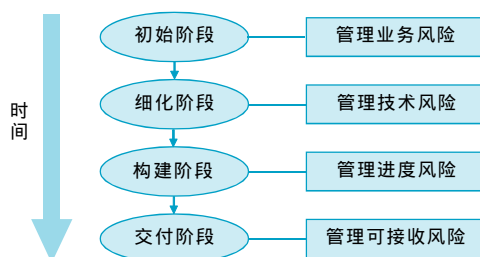 初始阶段
管理业务风险
细化阶段
管理技术风险
时间
构建阶段
管理进度风险
交付阶段
管理可接收风险